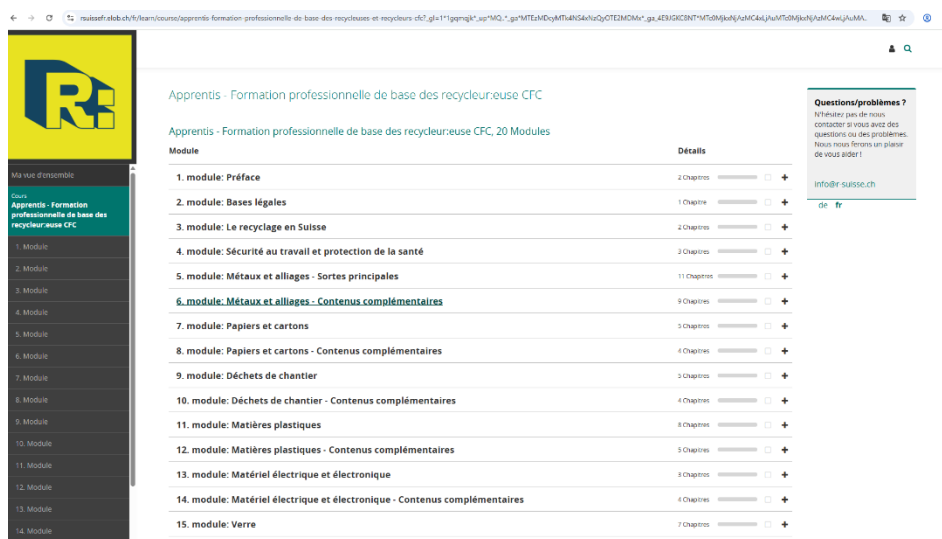 R:
Apprentis - Formation professionnelle de base des recycleur:euse CFC
Apprentis - Formation professionnelle de base des recycleur:euse CFC, 20 Modules
Module Détails
1. module: Préface 2 Chapitres
2. module: Bases légales 1 Chapitre
3. module: Le recyclage en Suisse 2 Chapitres
4. module: Sécurité au travail et protection de la santé 3 Chapitres
5. module: Métaux et alliages - Sortes principales 11 Chapitres
6. module: Métaux et alliages - Contenus complémentaires 9 Chapitres
7. module: Papiers et cartons 5 Chapitres
8. module: Papiers et cartons - Contenus complémentaires 4 Chapitres
9. module: Déchets de chantier 5 Chapitres
10. module: Déchets de chantier - Contenus complémentaires 4 Chapitres
11. module: Matières plastiques 8 Chapitres
12. module: Matières plastiques - Contenus complémentaires 5 Chapitres
13. module: Matériel électrique et électronique 3 Chapitres
14. module: Matériel électrique et électronique - Contenus complémentaires 4 Chapitres
15. module: Verre 7 Chapitres
Ma vue d'ensemble
Cours
Apprentis - Formation
professionnelle de base des
recycleur:euse CFC
1. Module
2. Module
3. Module
4. Module
5. Module
6. Module
7. Module
8. Module
9. Module
10. Module
11. Module
12. Module
13. Module
14. Module
Questions/problèmes ?
N'hésitez pas de nous
contacter si vous avez des
questions ou des problèmes.
Nous nous ferons un plaisir
de vous aider !
info@r-suisse.ch
de fr